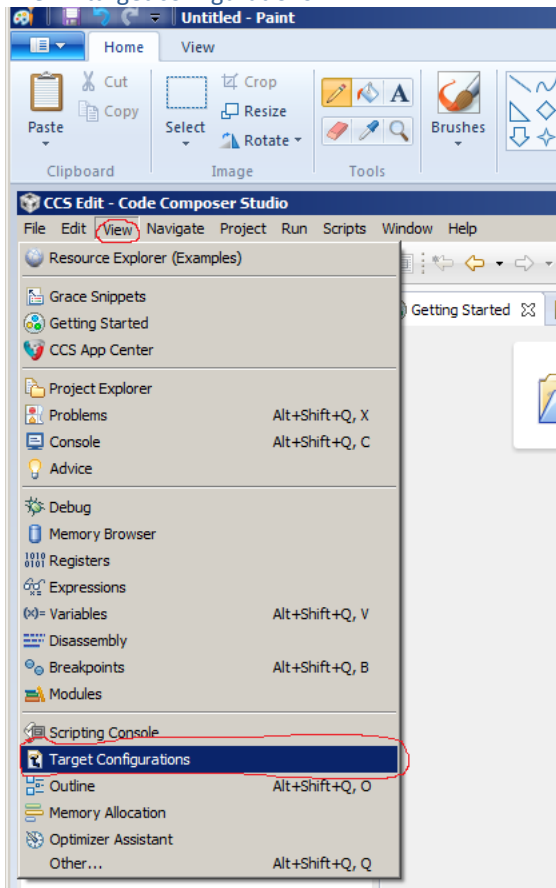 Untitled - Paint
Home View
Cut
Copy
Paste
Clipboard
Select
Crop
Resize
Rotate
Image
A
Tools
Brushes
CCS Edit - Code Composer Studio
File Edit View Navigate Project Run Scripts Window Help
Resource Explorer (Examples)
Grace Snippets
Getting Started
CCS App Center
Project Explorer
Problems Alt+Shift+Q, X
Console Alt+Shift+Q, C
Advice
Debug
Memory Browser
1010 0101 Registers
Expressions
(x)= Variables Alt+Shift+Q, V
Disassembly
Breakpoints Alt+Shift+Q, B
Modules
Scripting Console
Target Configurations
Outline Alt+Shift+Q, O
Memory Allocation
Optimizer Assistant
Other... Alt+Shift+Q, Q
Getting Started